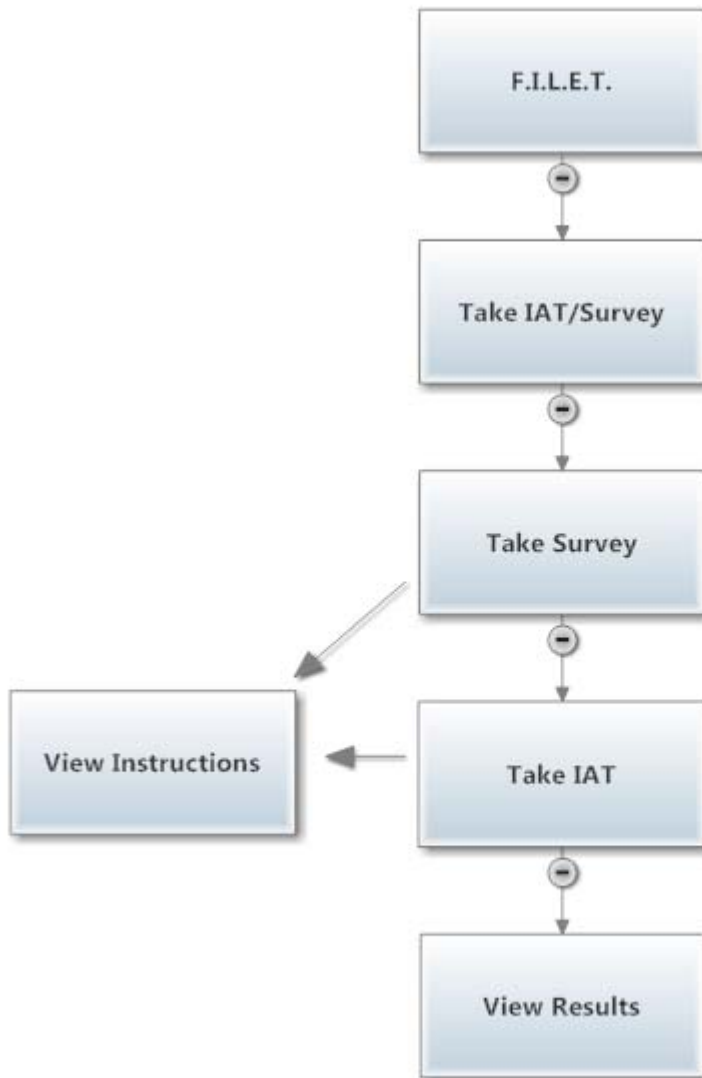 F.I.L.E.T.
Take IAT/Survey
Take Survey
View Instructions
Take IAT
View Results